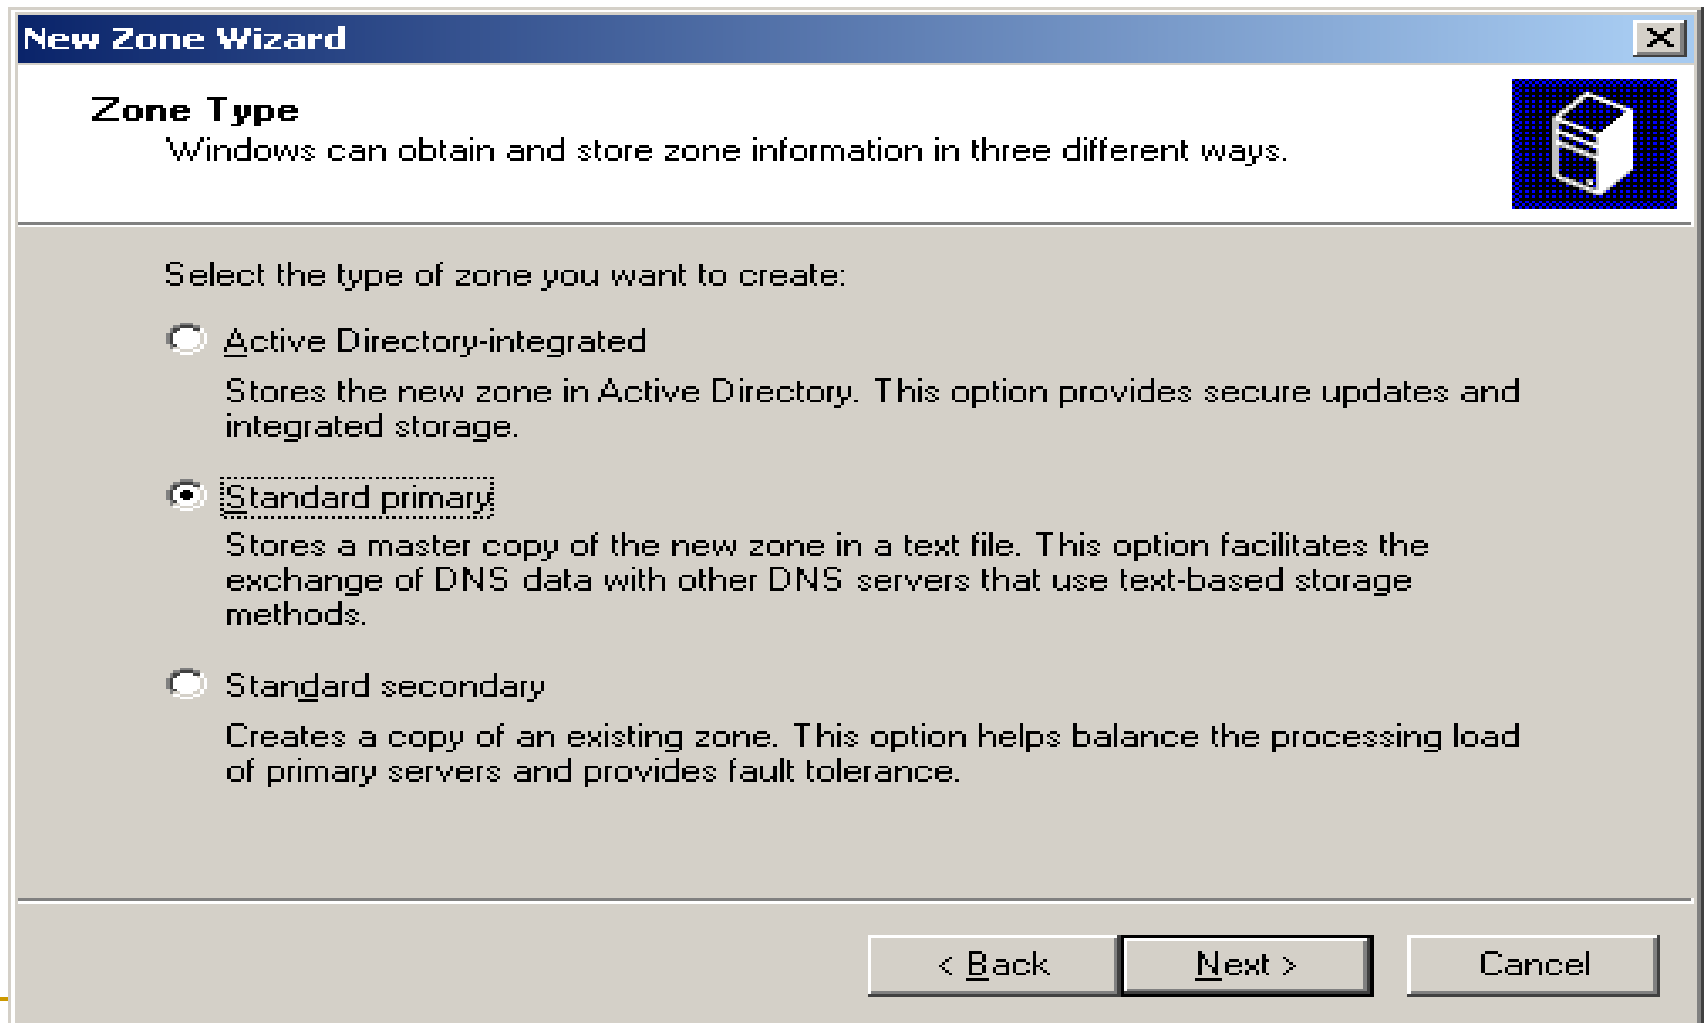 New Zone Wizard
Zone Type
Windows can obtain and store zone information in three different ways.
Select the type of zone you want to create:
Active Directory-integrated
Stores the new zone in Active Directory. This option provides secure updates and
integrated storage.
Standard primary
Stores a master copy of the new zone in a text file. This option facilitates the
exchange of DNS data with other DNS servers that use text-based storage
methods.
Standard secondary
Creates a copy of an existing zone. This option helps balance the processing load
of primary servers and provides fault tolerance.
< Back Next > Cancel